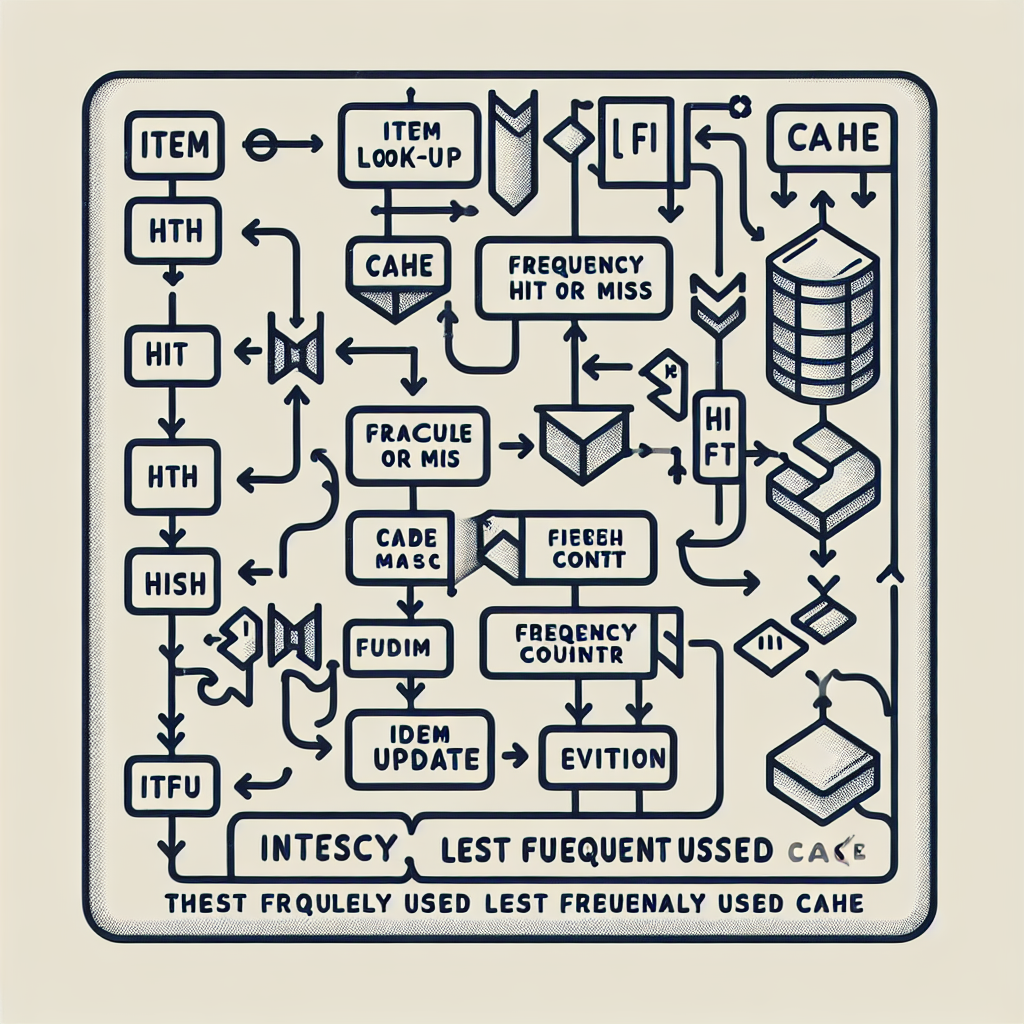 ITEM
ITEM
LOOK-UP
LFI
CAHE
HTH
CAHE
FREQUENCY
HIT OR MISS
HIT
HI
FT
FRACULE
OR MIS
HTH
CADE
MASC
FIEBEH
CONTT
HISH
FUDIM
FREQENCY
COUINTR
IDEM
UPDATE
EVITION
ITFU
INTESCY
LEST FUEQUENT USSED
THEST FRQULELY USED LEST FREUENALY USED CAHE